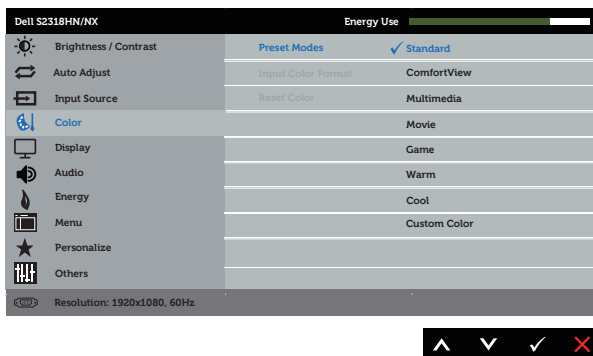 Dell S2318HN/NX Energy Use
Brightness / Contrast Preset Modes Standard
Auto Adjust Input Color Format ComfortView
Input Source Reset Color Multimedia
Color Movie
Display Game
Audio Warm
Energy Cool
Menu Custom Color
Personalize
Others
Resolution: 1920x1080, 60Hz